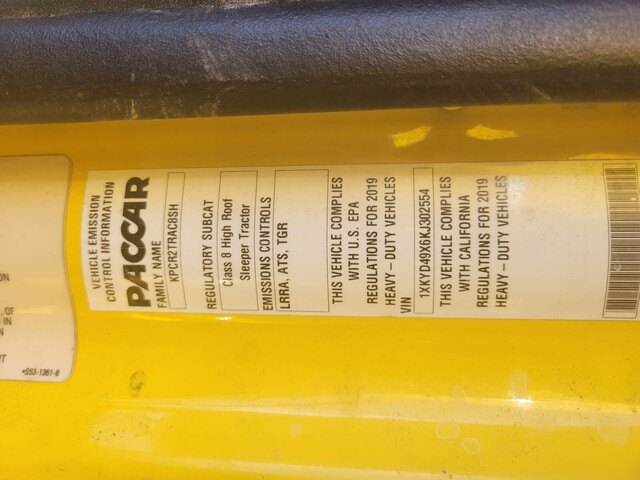 VEHICLE EMISSION
CONTROL INFORMATION
PACCAR
FAMILY NAME
KPCR2TRAC8SH
REGULATORY SUBCAT
Class 8 High Roof
Sleeper Tractor
EMISSIONS CONTROLS
LRRA, ATS, TGR
THIS VEHICLE COMPLIES
WITH U.S. EPA
REGULATIONS FOR 2019
HEAVY - DUTY VEHICLES
VIN
1XKYD49X6KJ302554
THIS VEHICLE COMPLIES
WITH CALIFORNIA
REGULATIONS FOR 2019
HEAVY - DUTY VEHICLES
ON
, OF
IN
N
T
*S53-1361-B